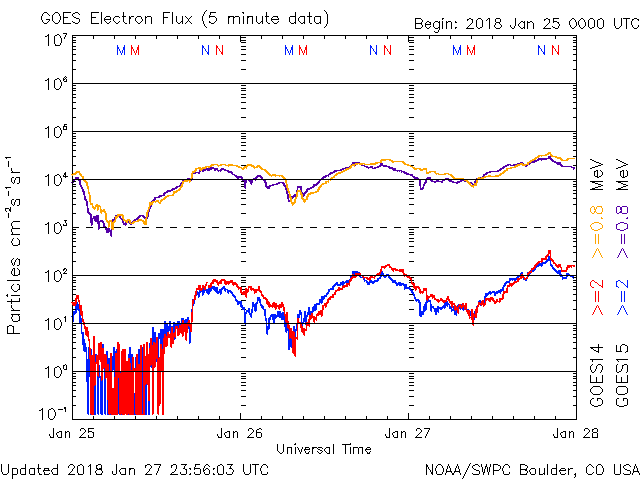 GOES Electron Flux (5 minute data)
Begin: 2018 Jan 25 0000 UTC
M M N N M M N N M M N N
10⁷
10⁶
10⁵
10⁴
10³
10²
10¹
10⁰
10⁻¹
Particles cm⁻²s⁻¹sr⁻¹
Jan 25
Jan 26
Jan 27
Jan 28
Universal Time
GOES14 >=2 >=0.8 MeV
GOES15 >=2 >=0.8 MeV
Updated 2018 Jan 27 23:56:03 UTC
NOAA/SWPC Boulder, CO USA